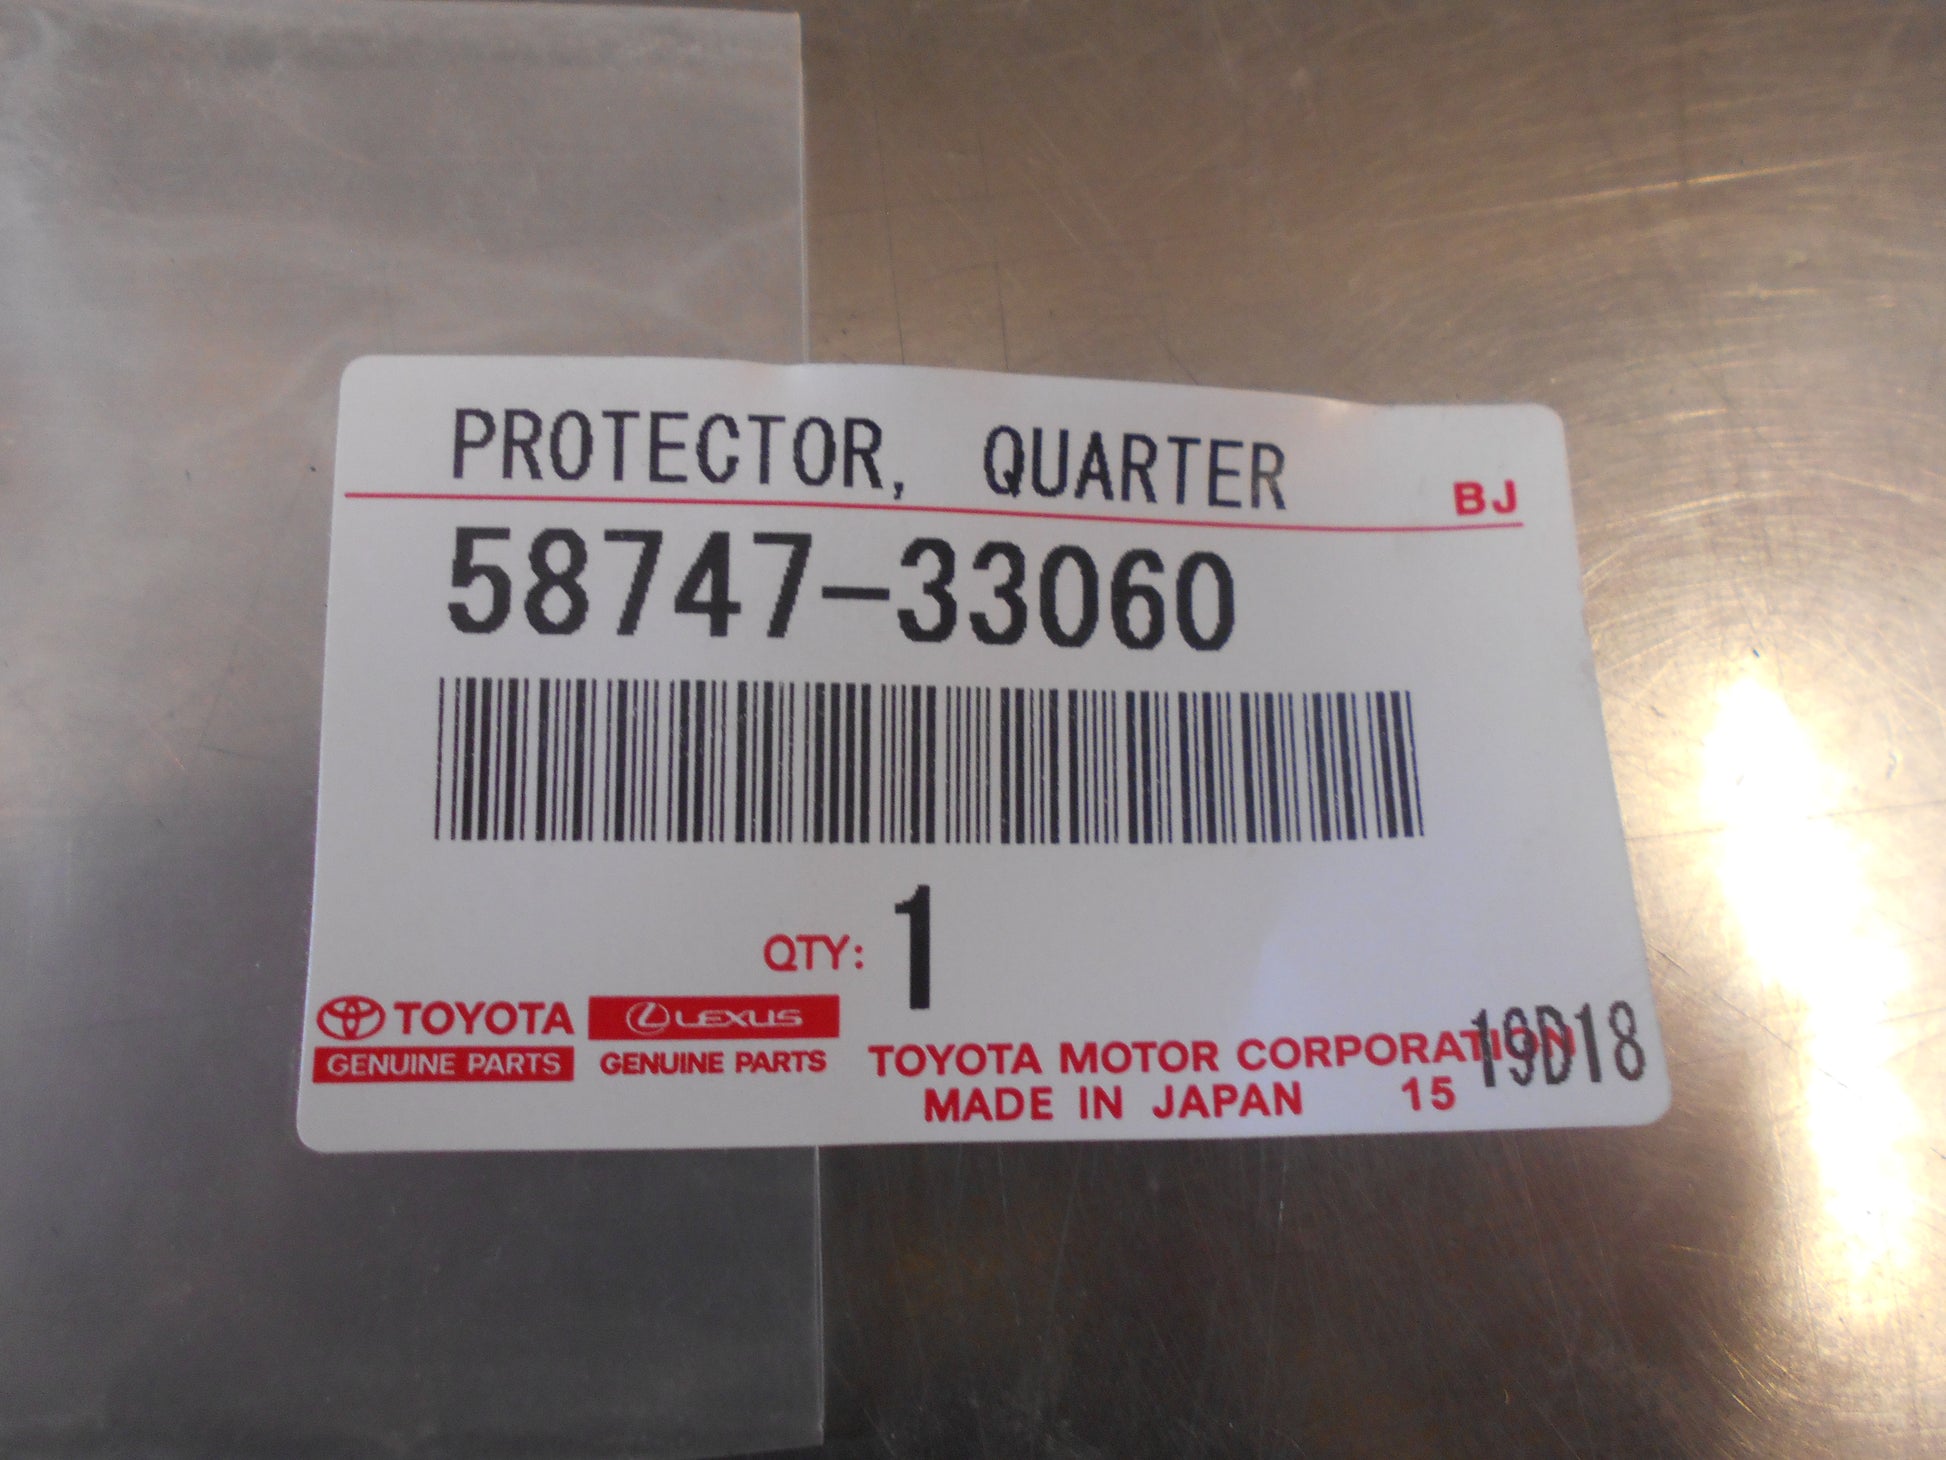 PROTECTOR, QUARTER
BJ
58747-33060
QTY: 1
TOYOTA
GENUINE PARTS
LEXUS
GENUINE PARTS
TOYOTA MOTOR CORPORATION
19D18
MADE IN JAPAN 15